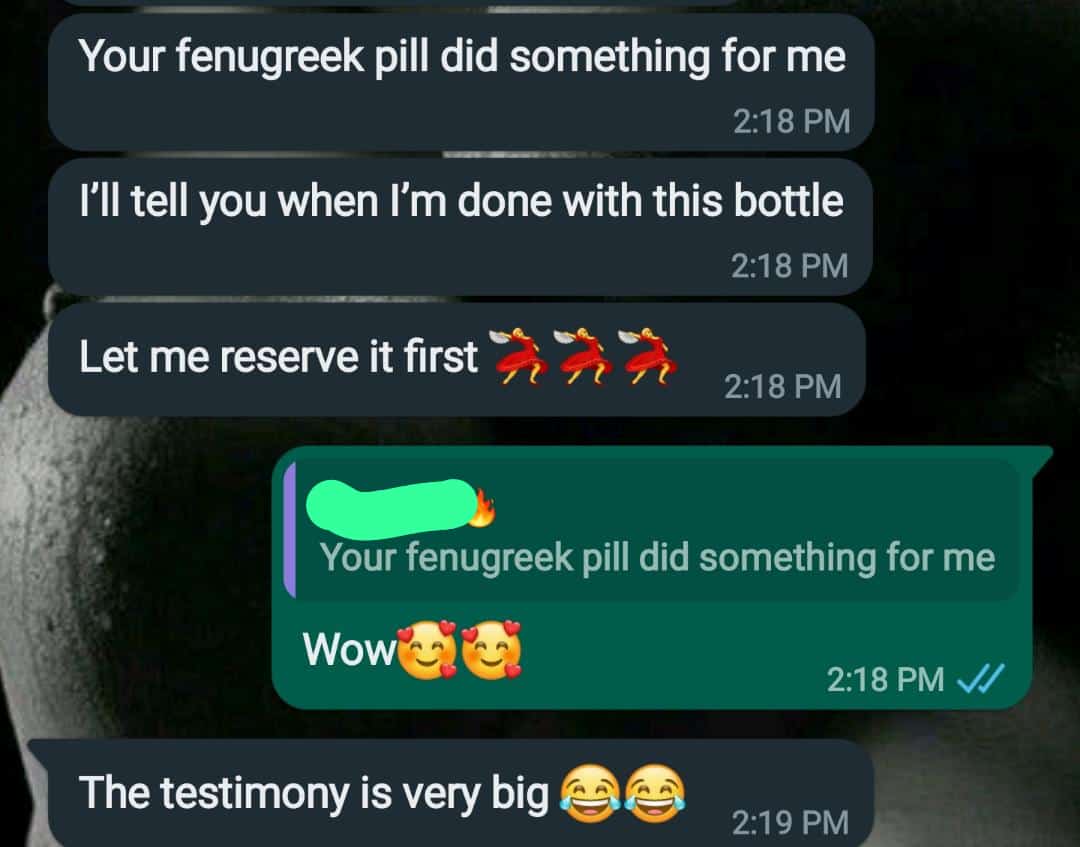 Your fenugreek pill did something for me
2:18 PM
I'll tell you when I'm done with this bottle
2:18 PM
Let me reserve it first 💃💃💃
2:18 PM
🔥
Your fenugreek pill did something for me
Wow🥰🥰
2:18 PM
The testimony is very big 😂😂
2:19 PM